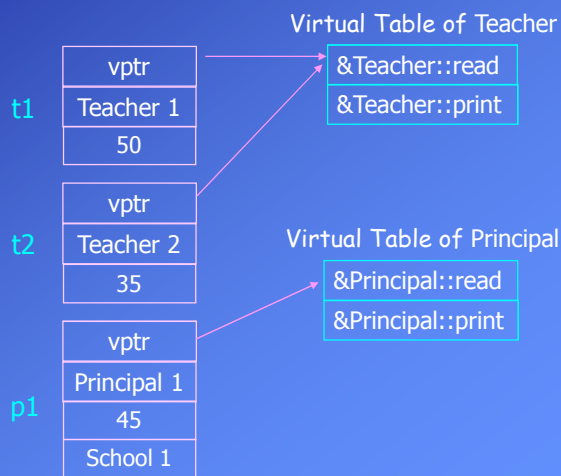 Virtual Table of Teacher
vptr
&Teacher::read
t1
Teacher 1
&Teacher::print
50
vptr
t2
Teacher 2
Virtual Table of Principal
35
&Principal::read
vptr
&Principal::print
Principal 1
p1
45
School 1